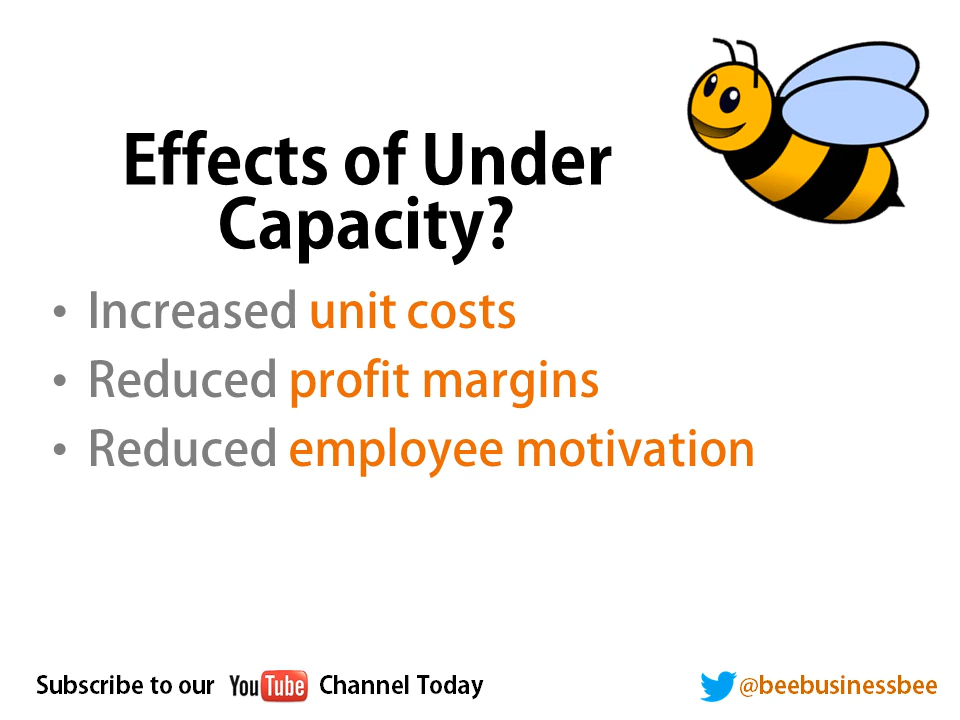 Effects of Under
Capacity?
• Increased unit costs
• Reduced profit margins
• Reduced employee motivation
Subscribe to our YouTube Channel Today
@beebusinessbee